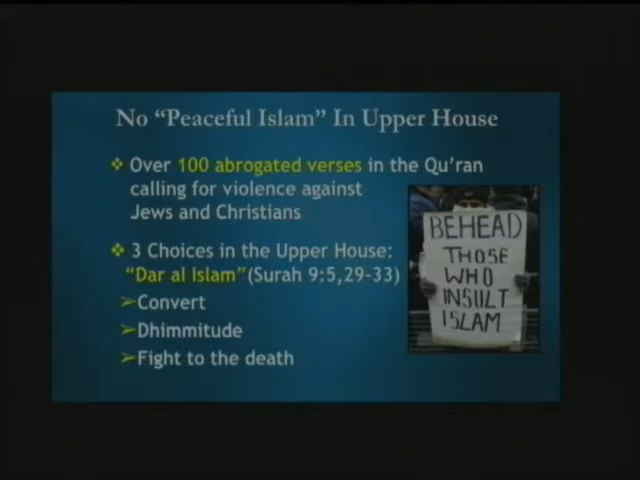 No “Peaceful Islam” In Upper House
❖ Over 100 abrogated verses in the Qu’ran
calling for violence against
Jews and Christians
❖ 3 Choices in the Upper House:
“Dar al Islam”(Surah 9:5,29-33)
➢Convert
➢Dhimmitude
➢Fight to the death
BEHEAD
THOSE
WHO
INSULT
ISLAM